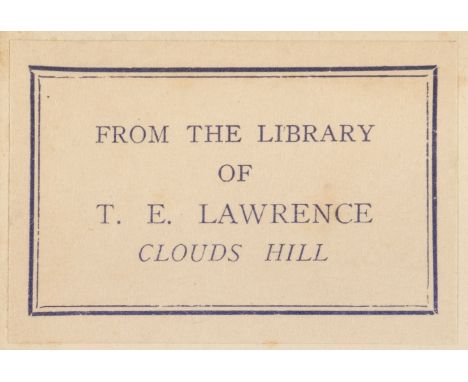 FROM THE LIBRARY
OF
T. E. LAWRENCE
CLOUDS HILL